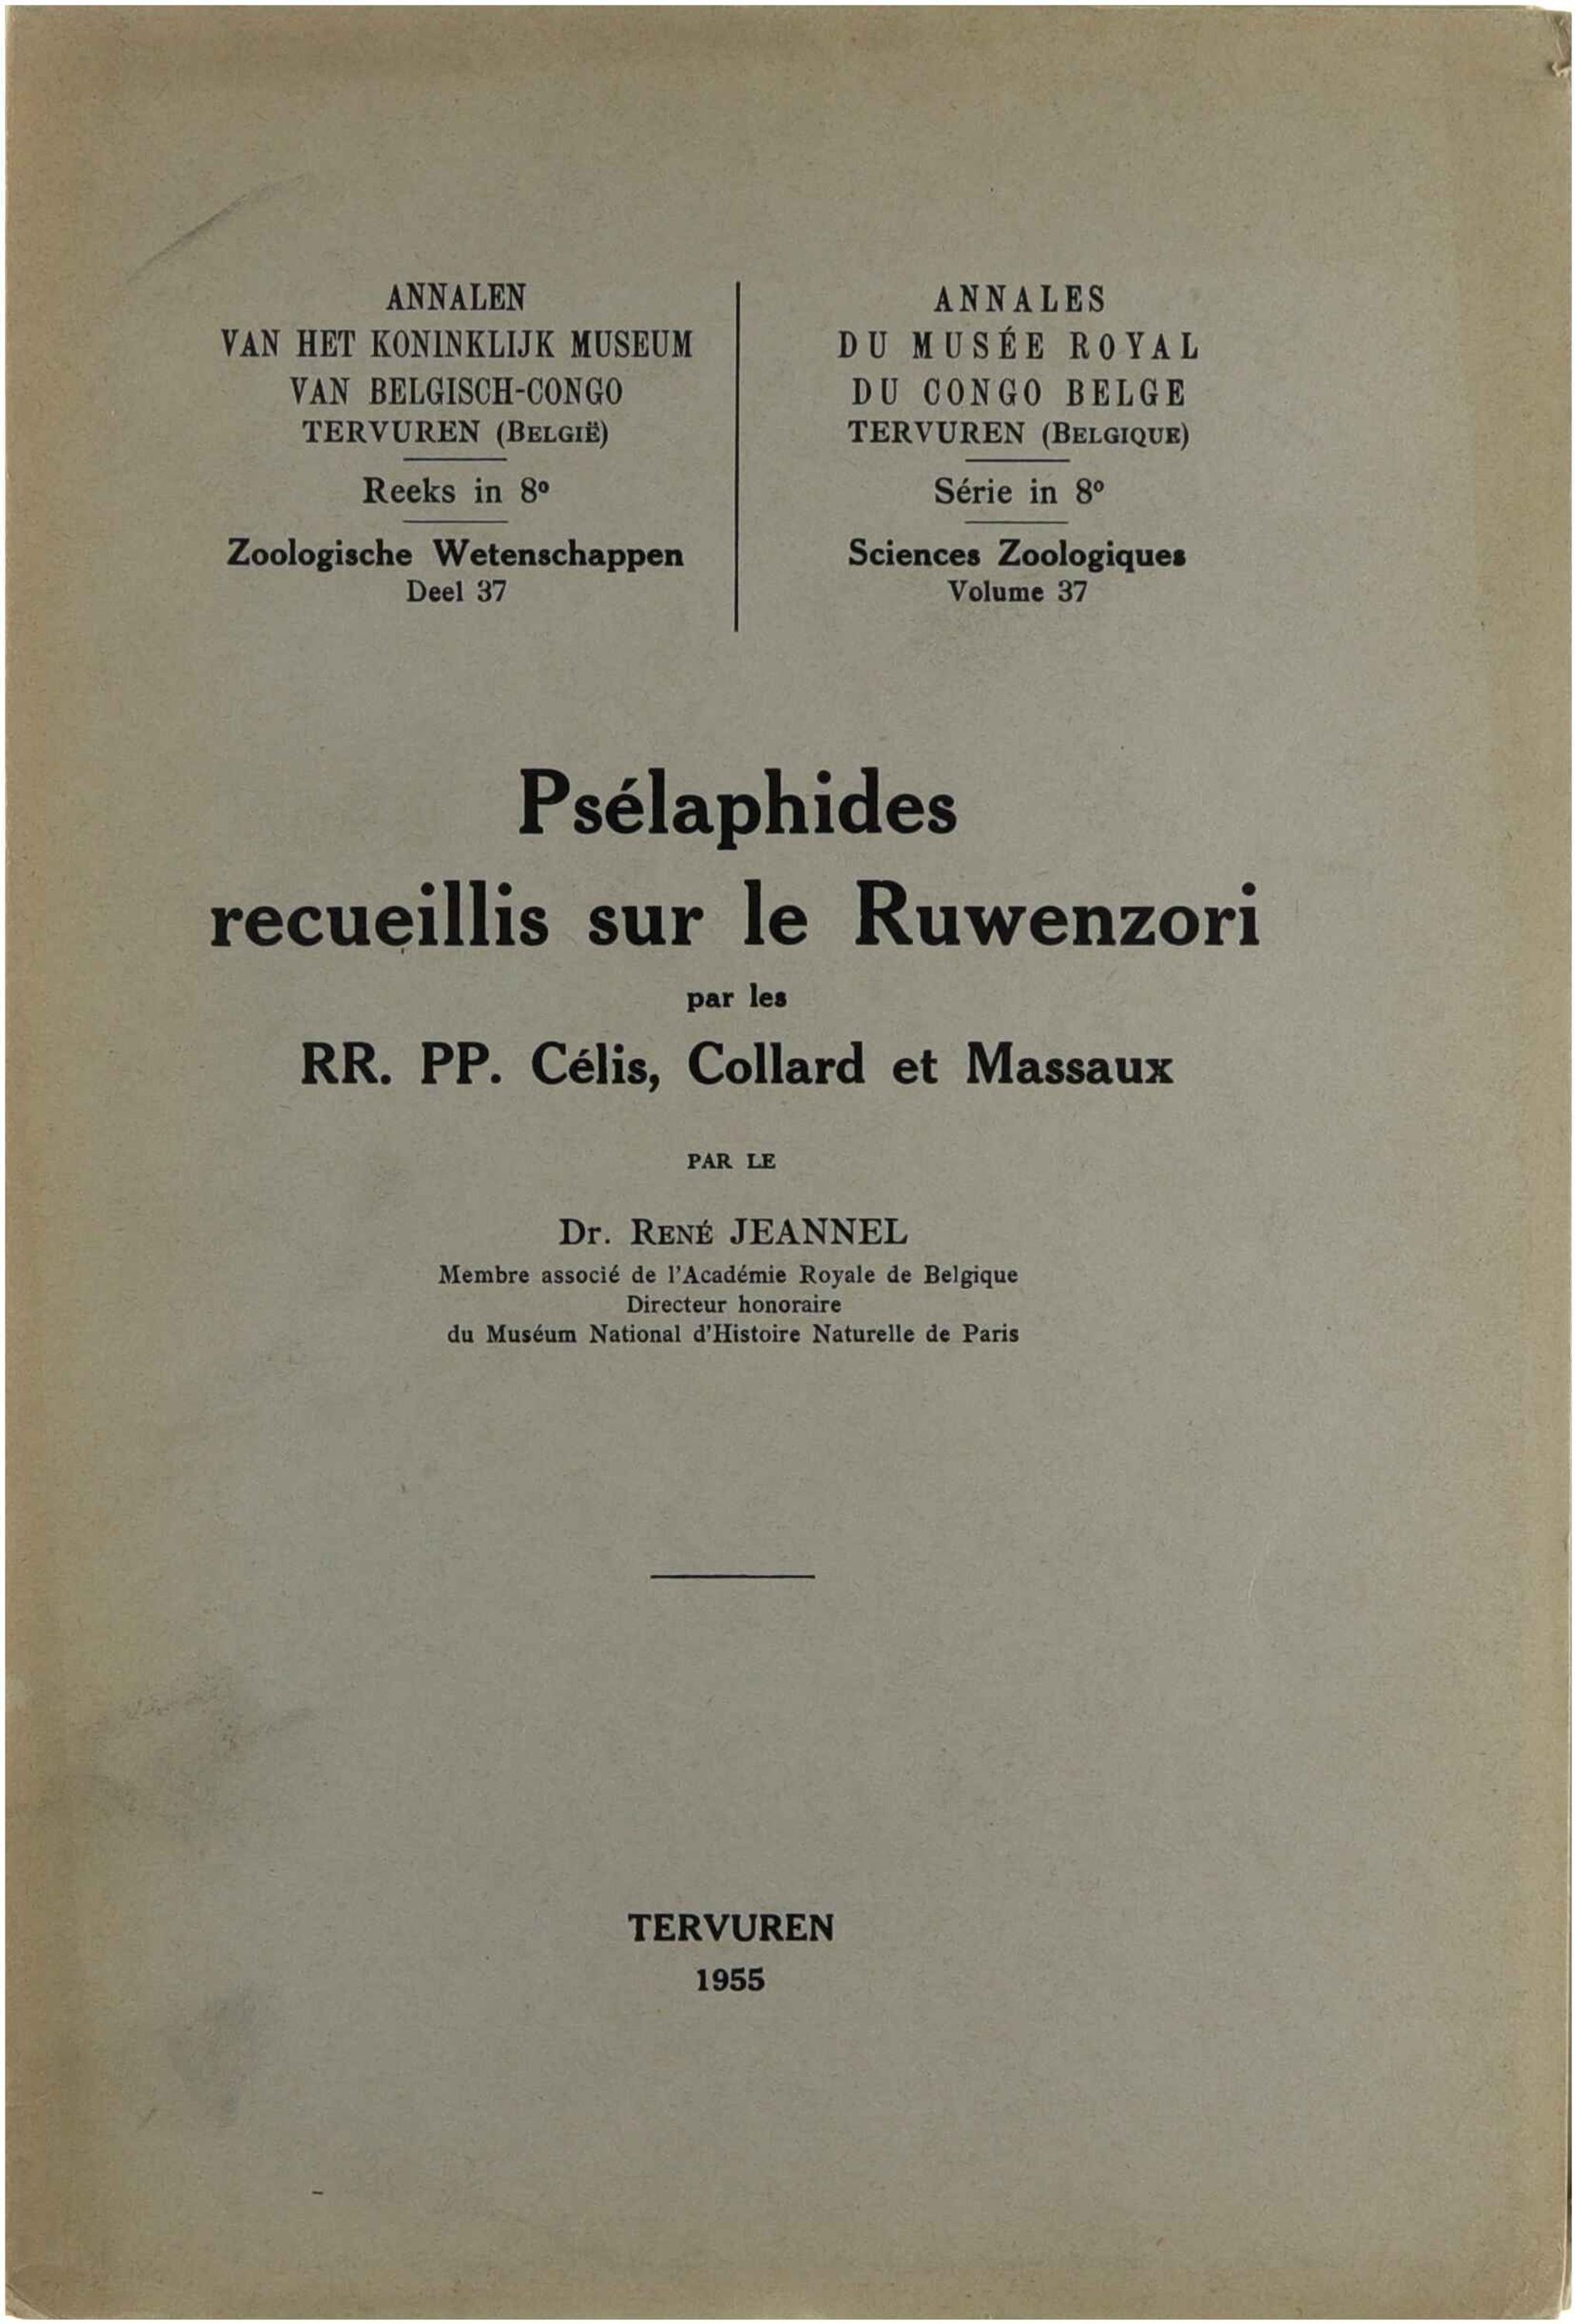 ANNALEN
VAN HET KONINKLIJK MUSEUM
VAN BELGISCH-CONGO
TERVUREN (BELGIË)
Reeks in 8º
Zoologische Wetenschappen
Deel 37
ANNALES
DU MUSÉE ROYAL
DU CONGO BELGE
TERVUREN (BELGIQUE)
Série in 8º
Sciences Zoologiques
Volume 37
Psélaphides
recueillis sur le Ruwenzori
par les
RR. PP. Célis, Collard et Massaux
PAR LE
Dr. RENÉ JEANNEL
Membre associé de l'Académie Royale de Belgique
Directeur honoraire
du Muséum National d'Histoire Naturelle de Paris
TERVUREN
1955